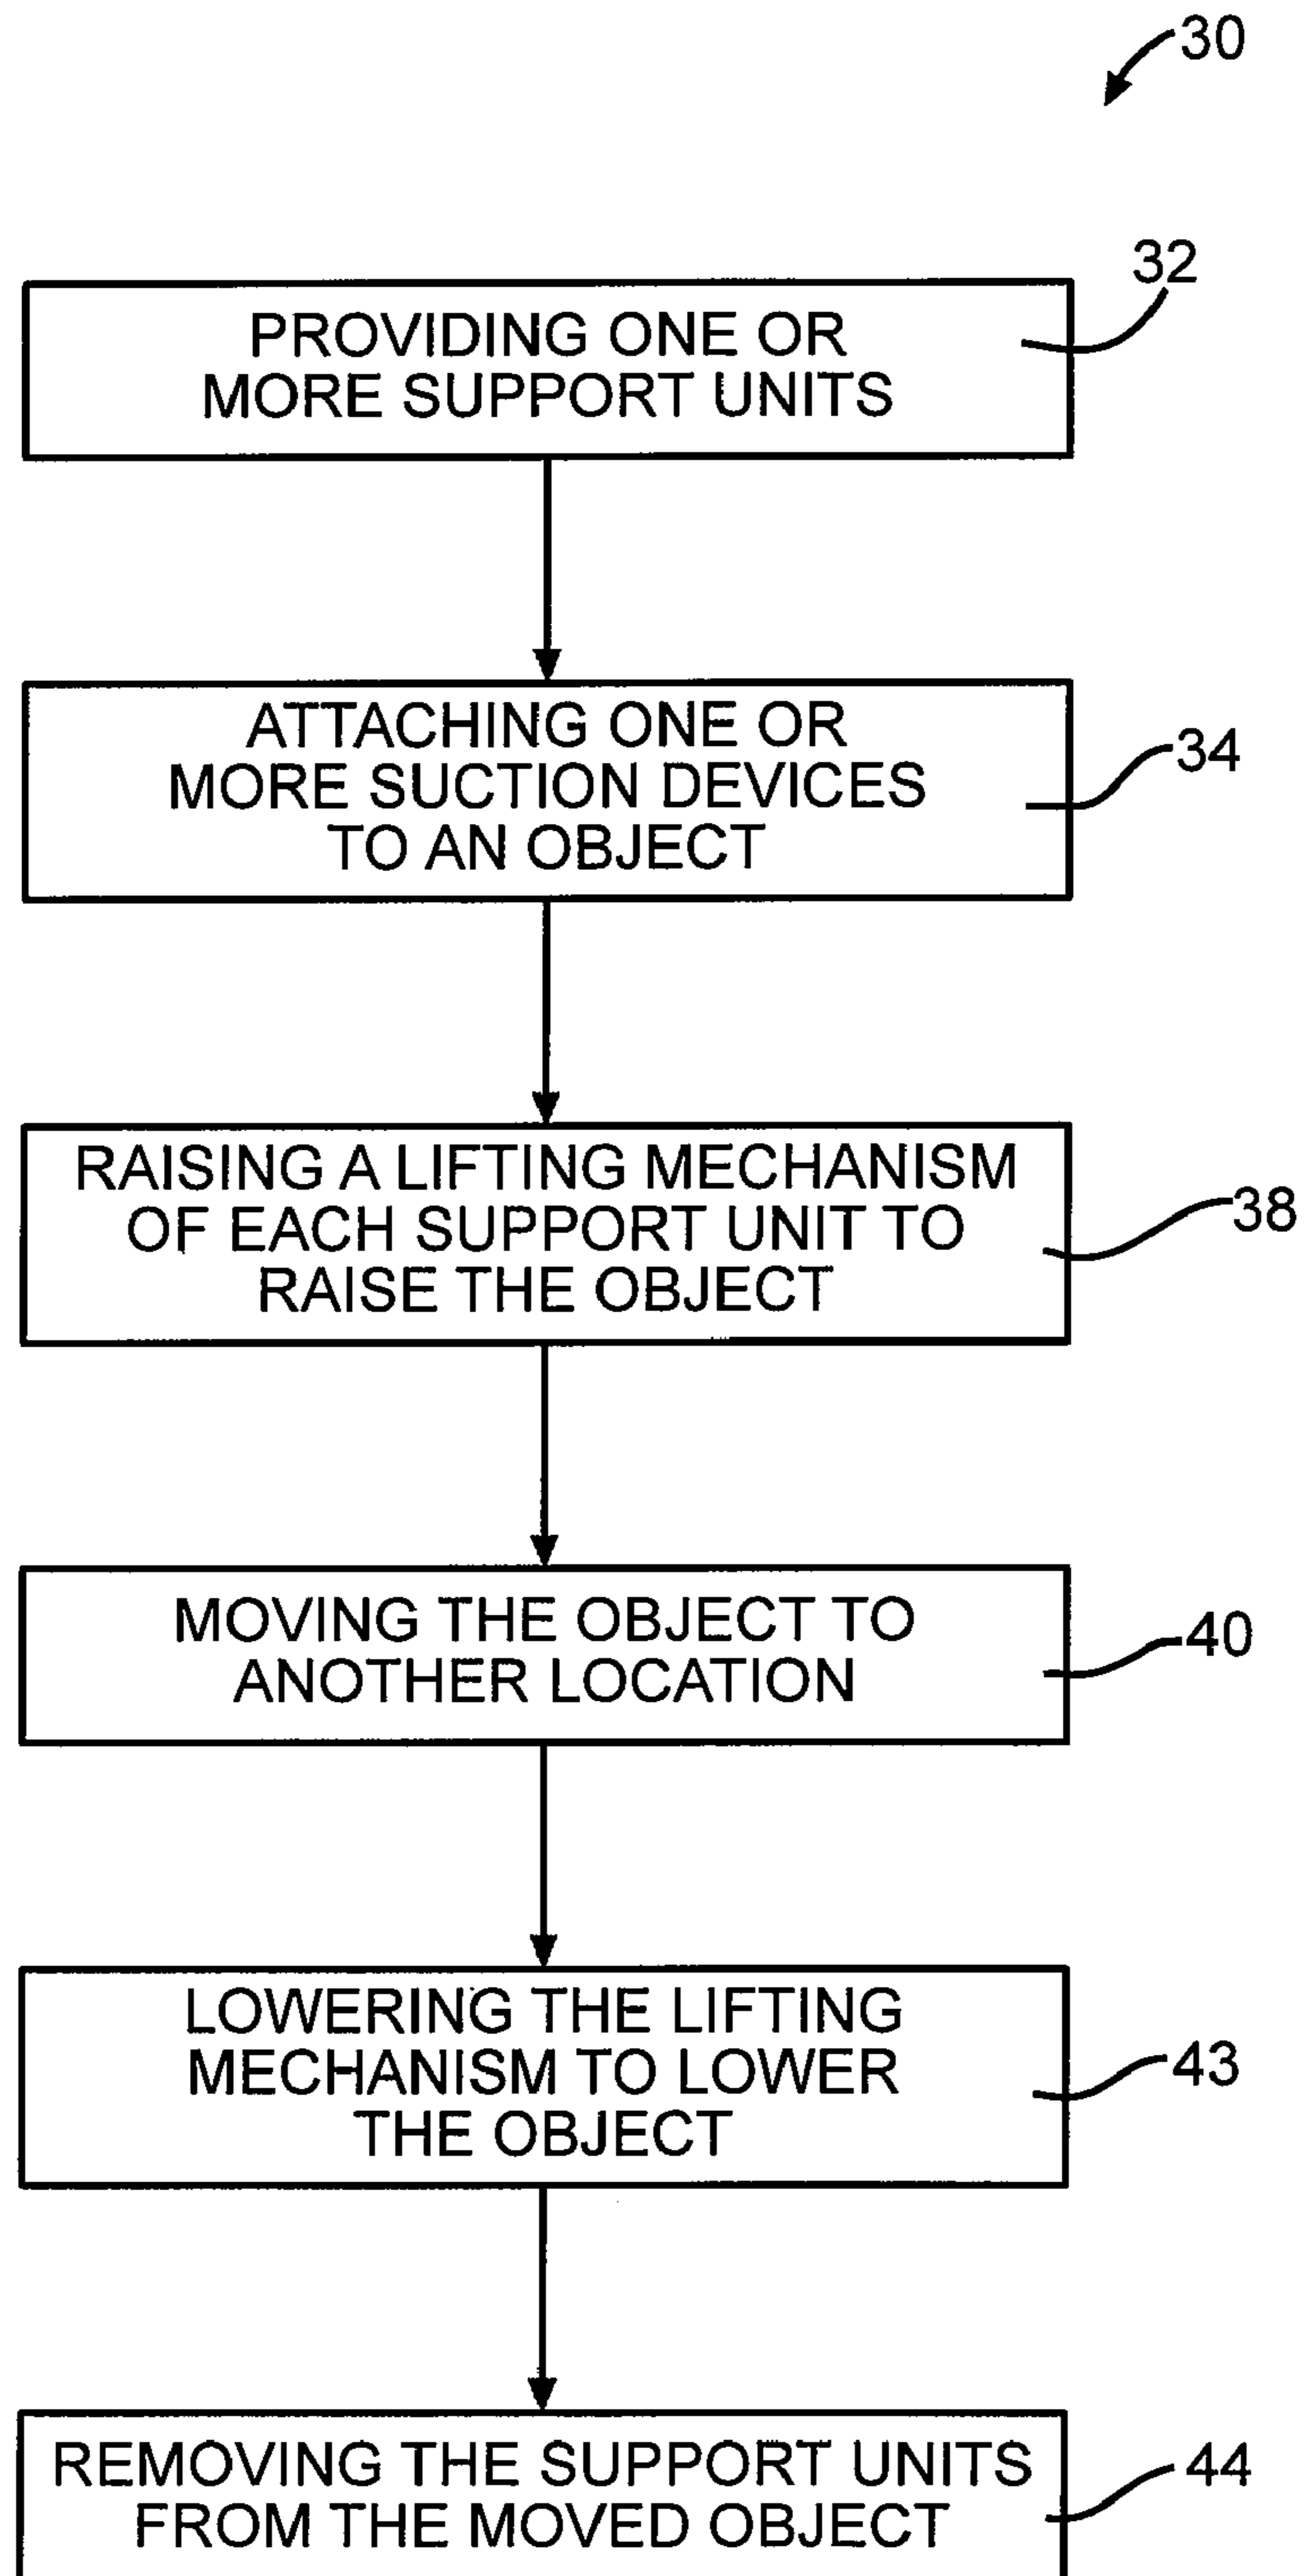 30
32
PROVIDING ONE OR
MORE SUPPORT UNITS
ATTACHING ONE OR
MORE SUCTION DEVICES
TO AN OBJECT
34
RAISING A LIFTING MECHANISM
OF EACH SUPPORT UNIT TO
RAISE THE OBJECT
38
MOVING THE OBJECT TO
ANOTHER LOCATION
40
LOWERING THE LIFTING
MECHANISM TO LOWER
THE OBJECT
43
REMOVING THE SUPPORT UNITS
FROM THE MOVED OBJECT
44